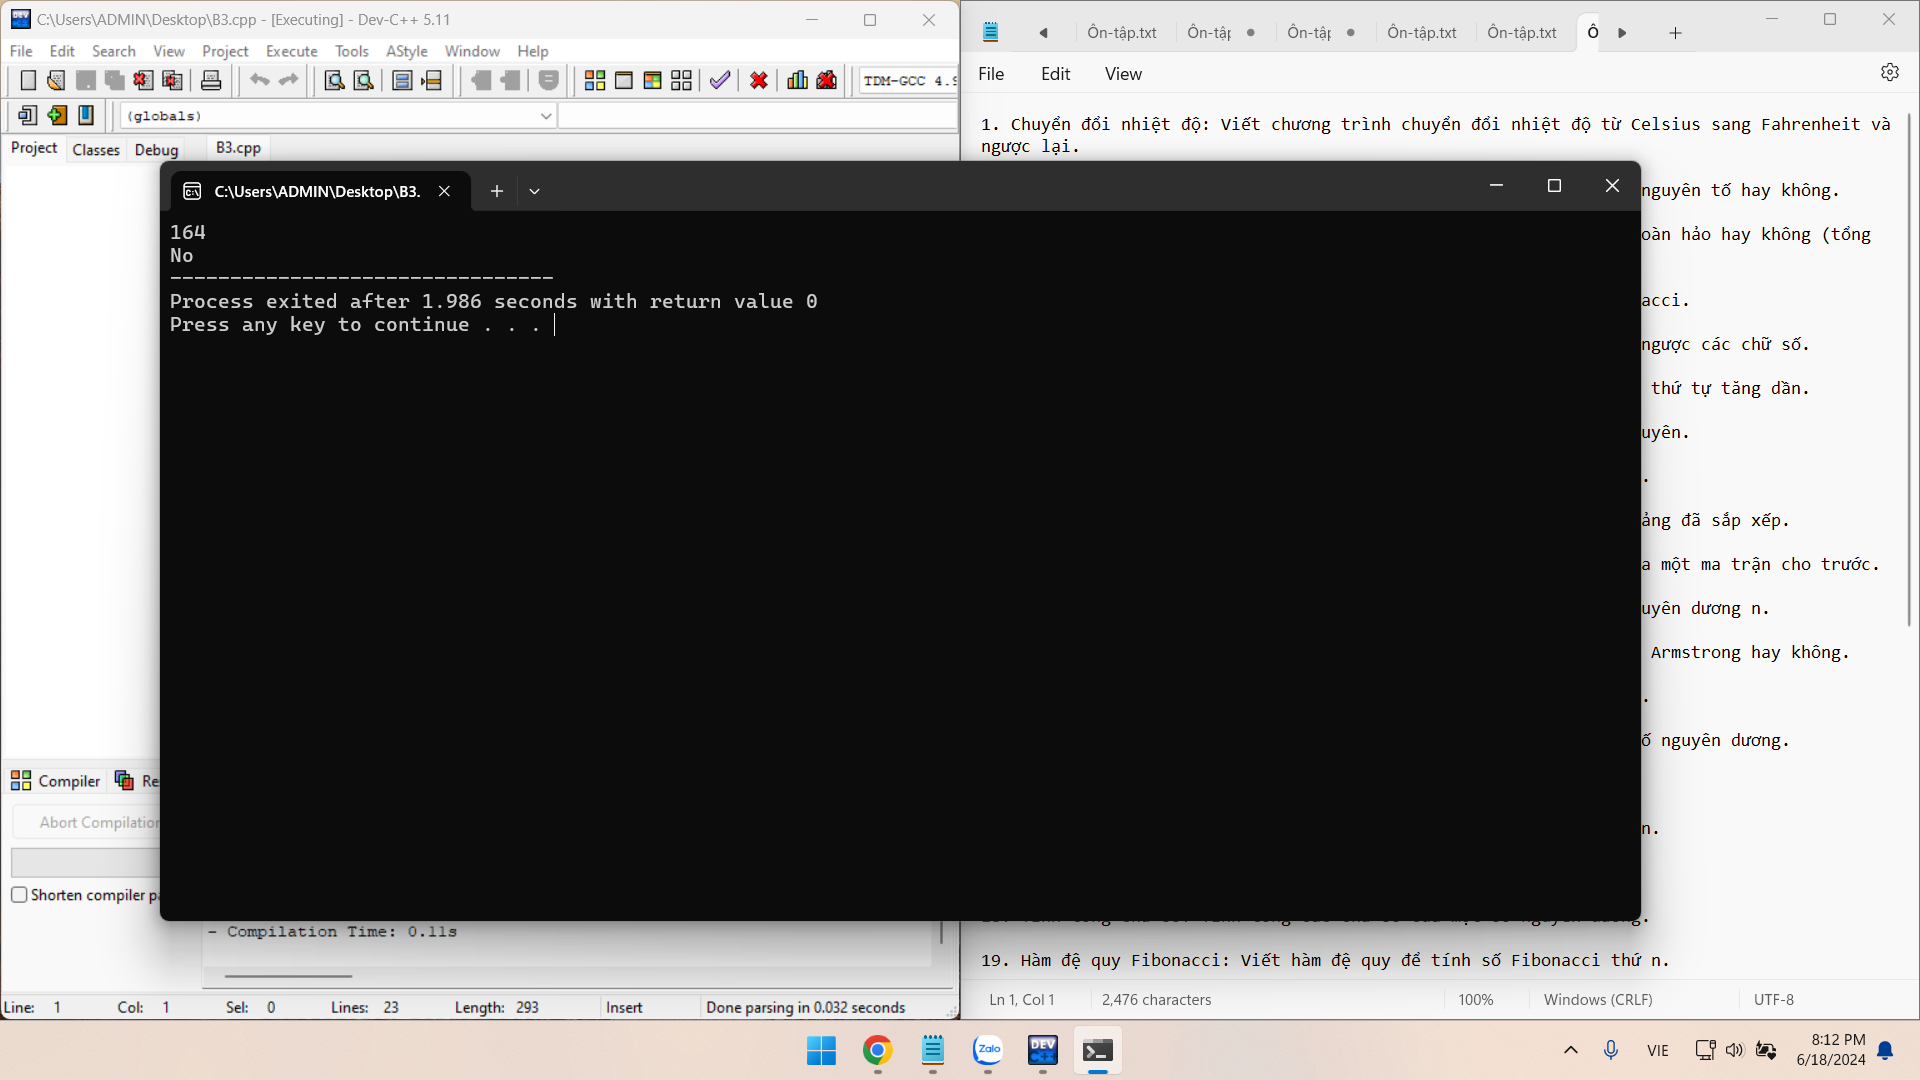 C:\Users\ADMIN\Desktop\B3.cpp - [Executing] - Dev-C++ 5.11
File Edit Search View Project Execute Tools AStyle Window Help
TDM-GCC 4.9
(globals)
Project Classes Debug B3.cpp
C:\Users\ADMIN\Desktop\B3.
164
No
--------------------------------
Process exited after 1.986 seconds with return value 0
Press any key to continue . . .
Compiler
Abort Compilation
Shorten compiler
- Compilation Time: 0.11s
Line: 1 Col: 1 Sel: 0 Lines: 23 Length: 293 Insert Done parsing in 0.032 seconds
Ôn-tập.txt Ôn-tập Ôn-tập Ôn-tập.txt Ôn-tập.txt Ô
File Edit View
1. Chuyển đổi nhiệt độ: Viết chương trình chuyển đổi nhiệt độ từ Celsius sang Fahrenheit và
ngược lại.
nguyên tố hay không.
oàn hảo hay không (tổng
acci.
ngược các chữ số.
thứ tự tăng dần.
uyên.
.
ảng đã sắp xếp.
a một ma trận cho trước.
uyên dương n.
Armstrong hay không.
.
ố nguyên dương.
n.
19. Hàm đệ quy Fibonacci: Viết hàm đệ quy để tính số Fibonacci thứ n.
Ln 1, Col 1 2,476 characters 100% Windows (CRLF) UTF-8
Zalo
DEV C++
VIE
8:12 PM
6/18/2024